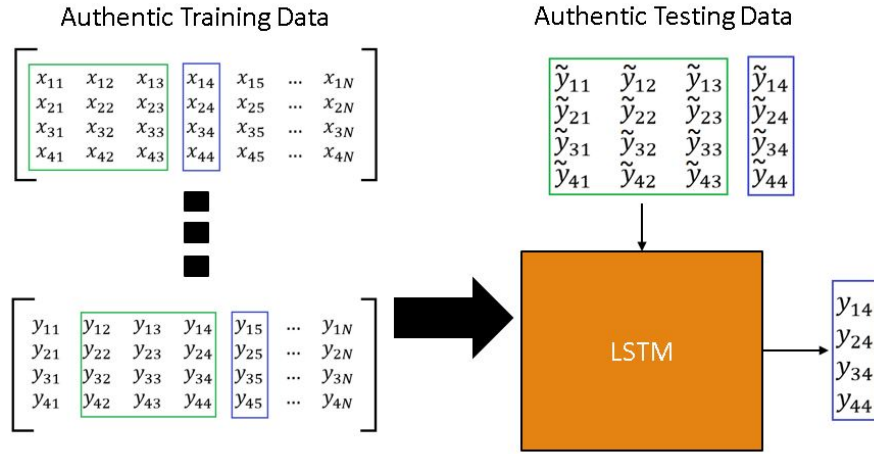 Authentic Training Data
x₁₁ x₁₂ x₁₃ x₁₄ x₁₅ ... x₁N
x₂₁ x₂₂ x₂₃ x₂₄ x₂₅ ... x₂N
x₃₁ x₃₂ x₃₃ x₃₄ x₃₅ ... x₃N
x₄₁ x₄₂ x₄₃ x₄₄ x₄₅ ... x₄N
y₁₁ y₁₂ y₁₃ y₁₄ y₁₅ ... y₁N
y₂₁ y₂₂ y₂₃ y₂₄ y₂₅ ... y₂N
y₃₁ y₃₂ y₃₃ y₃₄ y₃₅ ... y₃N
y₄₁ y₄₂ y₄₃ y₄₄ y₄₅ ... y₄N
Authentic Testing Data
ỹ₁₁ ỹ₁₂ ỹ₁₃ ỹ₁₄
ỹ₂₁ ỹ₂₂ ỹ₂₃ ỹ₂₄
ỹ₃₁ ỹ₃₂ ỹ₃₃ ỹ₃₄
ỹ₄₁ ỹ₄₂ ỹ₄₃ ỹ₄₄
LSTM
y₁₄
y₂₄
y₃₄
y₄₄